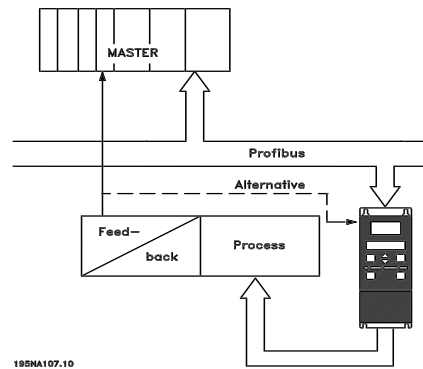 MASTER
Profibus
Alternative
Feed-
back
Process
195NA107.10